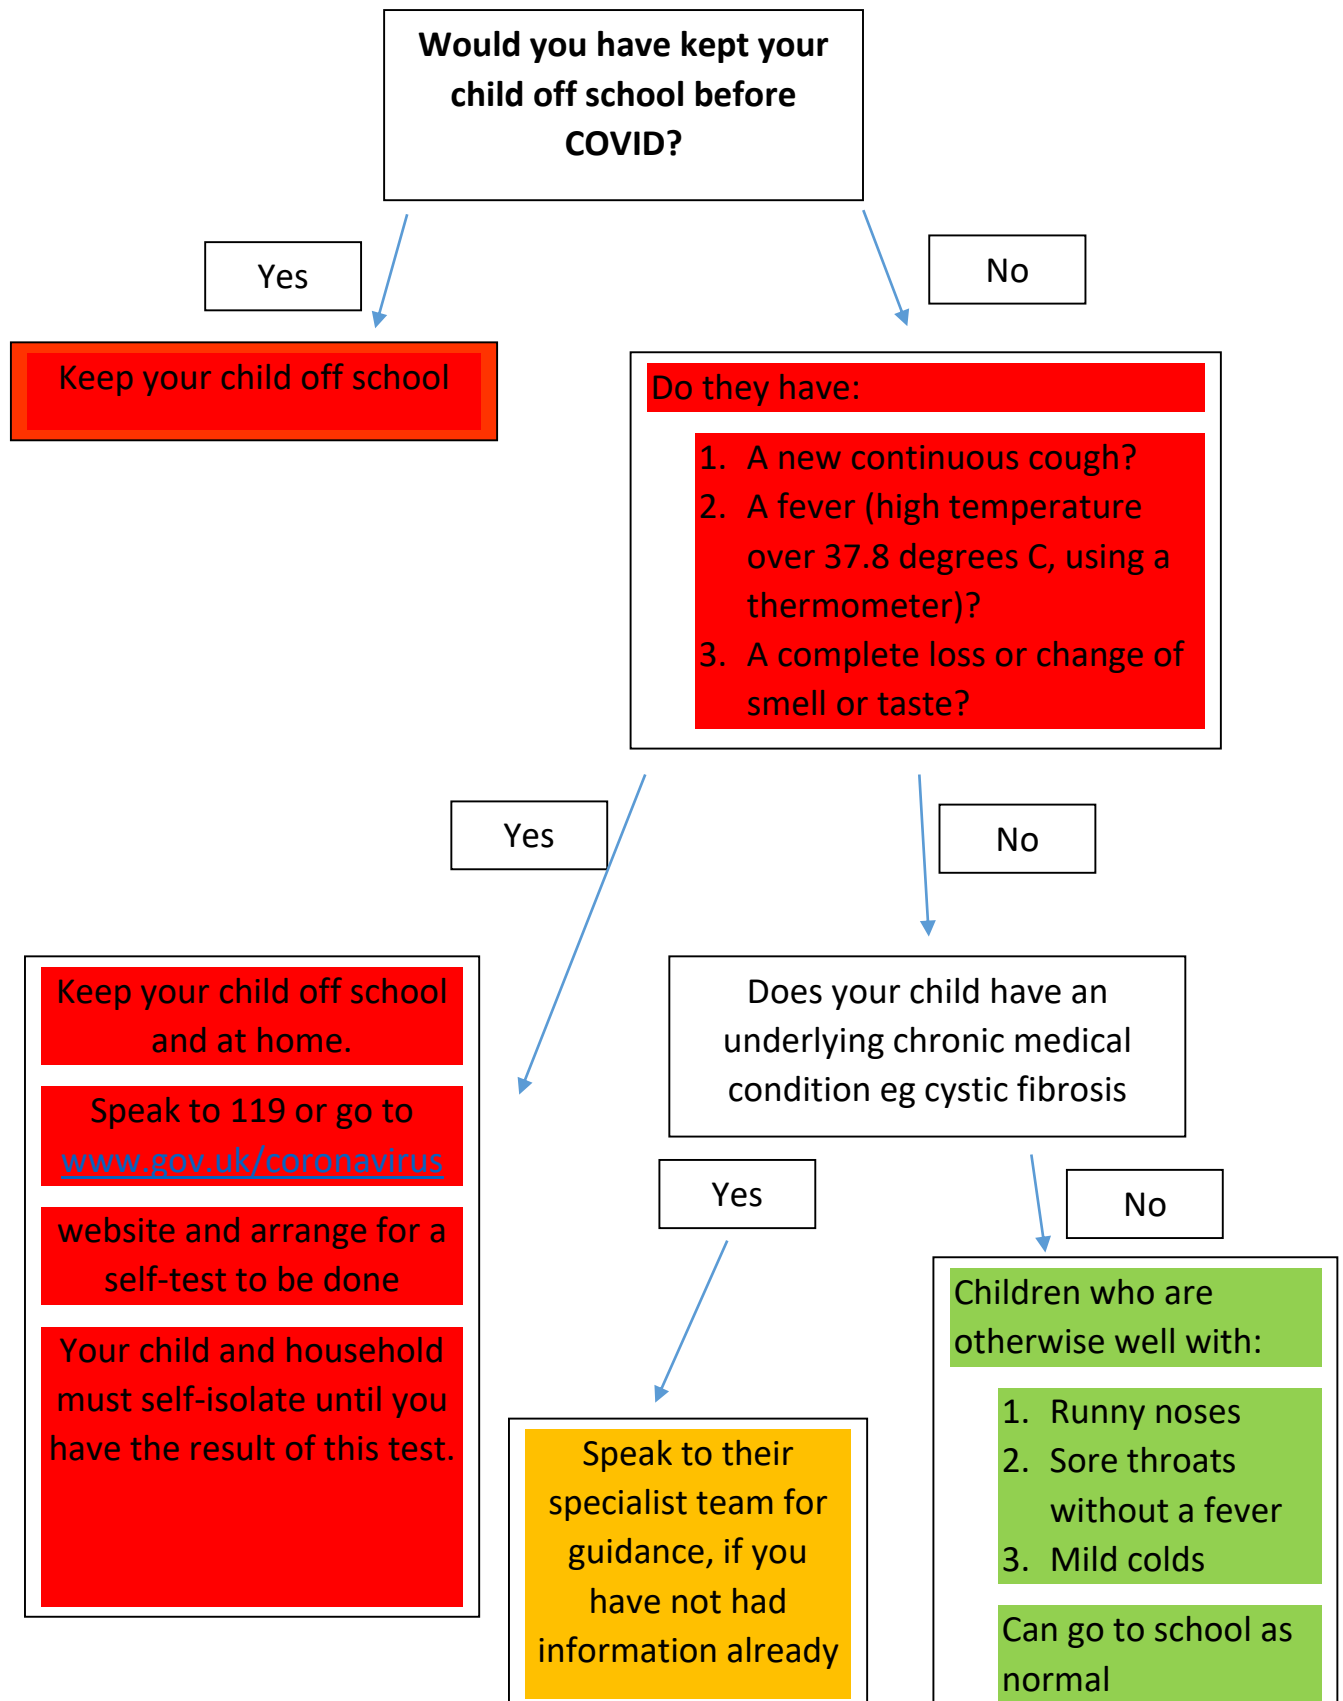 Would you have kept your
child off school before
COVID?
Yes
No
Keep your child off school
Do they have:
1. A new continuous cough?
2. A fever (high temperature
over 37.8 degrees C, using a
thermometer)?
3. A complete loss or change of
smell or taste?
Yes
No
Keep your child off school
and at home.
Speak to 119 or go to
www.gov.uk/coronavirus
website and arrange for a
self-test to be done
Your child and household
must self-isolate until you
have the result of this test.
Does your child have an
underlying chronic medical
condition eg cystic fibrosis
Yes
No
Speak to their
specialist team for
guidance, if you
have not had
information already
Children who are
otherwise well with:
1. Runny noses
2. Sore throats
without a fever
3. Mild colds
Can go to school as
normal